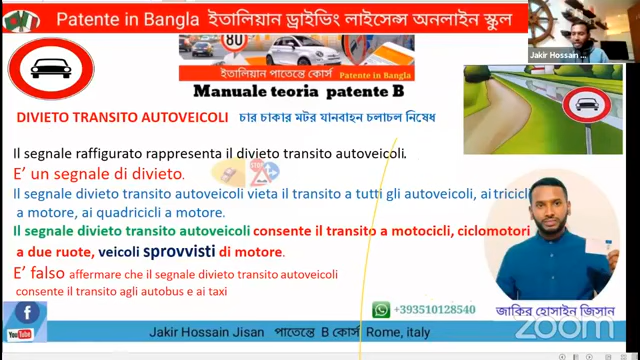 Patente in Bangla ইতালিয়ান ড্রাইভিং লাইসেন্স অনলাইন স্কুল
Jakir Hossain ...
80
ইতালিয়ান পাতেন্তে কোর্স Patente in Bangla
Manuale teoria patente B
DIVIETO TRANSITO AUTOVEICOLI চার চাকার মটর যানবাহন চলাচল নিষেধ
Il segnale raffigurato rappresenta il divieto transito autoveicoli.
E' un segnale di divieto.
Il segnale divieto transito autoveicoli vieta il transito a tutti gli autoveicoli, ai tricicli
a motore, ai quadricicli a motore.
Il segnale divieto transito autoveicoli consente il transito a motocicli, ciclomotori
a due ruote, veicoli sprovvisti di motore.
E' falso affermare che il segnale divieto transito autoveicoli
consente il transito agli autobus e ai taxi
+393510128540
জাকির হোসাইন জিসান
You Tube
Jakir Hossain Jisan পাতেন্তে B কোর্স Rome, italy
zoom